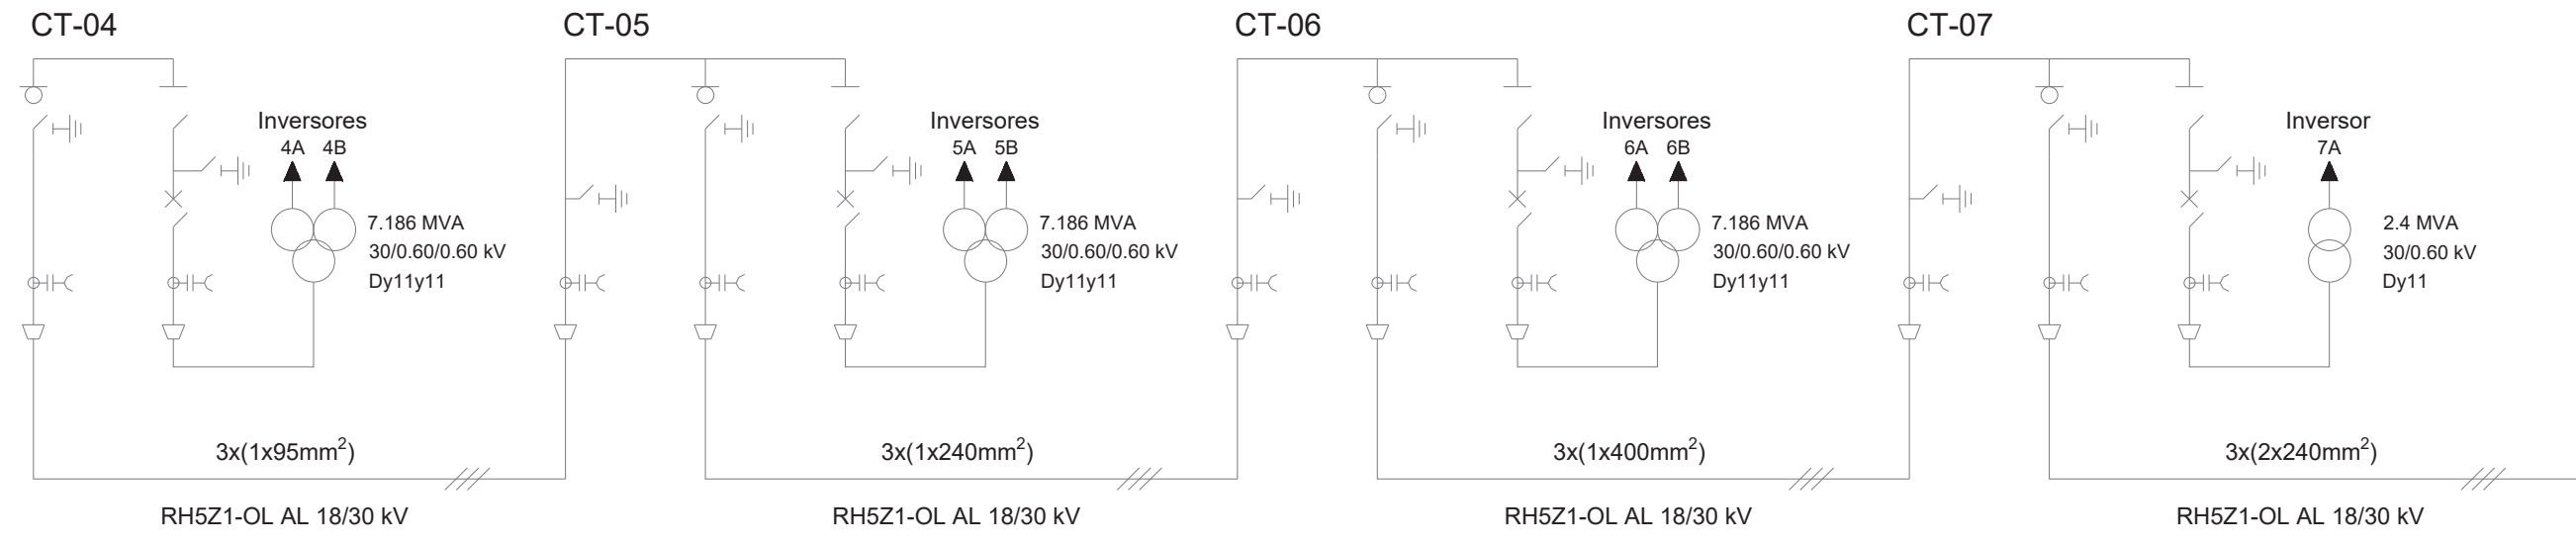 CT-04
CT-05
CT-06
CT-07
Inversores
4A 4B
7.186 MVA
30/0.60/0.60 kV
Dy11y11
Inversores
5A 5B
7.186 MVA
30/0.60/0.60 kV
Dy11y11
Inversores
6A 6B
7.186 MVA
30/0.60/0.60 kV
Dy11y11
Inversor
7A
2.4 MVA
30/0.60 kV
Dy11
3x(1x95mm²)
RH5Z1-OL AL 18/30 kV
3x(1x240mm²)
RH5Z1-OL AL 18/30 kV
3x(1x400mm²)
RH5Z1-OL AL 18/30 kV
3x(2x240mm²)
RH5Z1-OL AL 18/30 kV